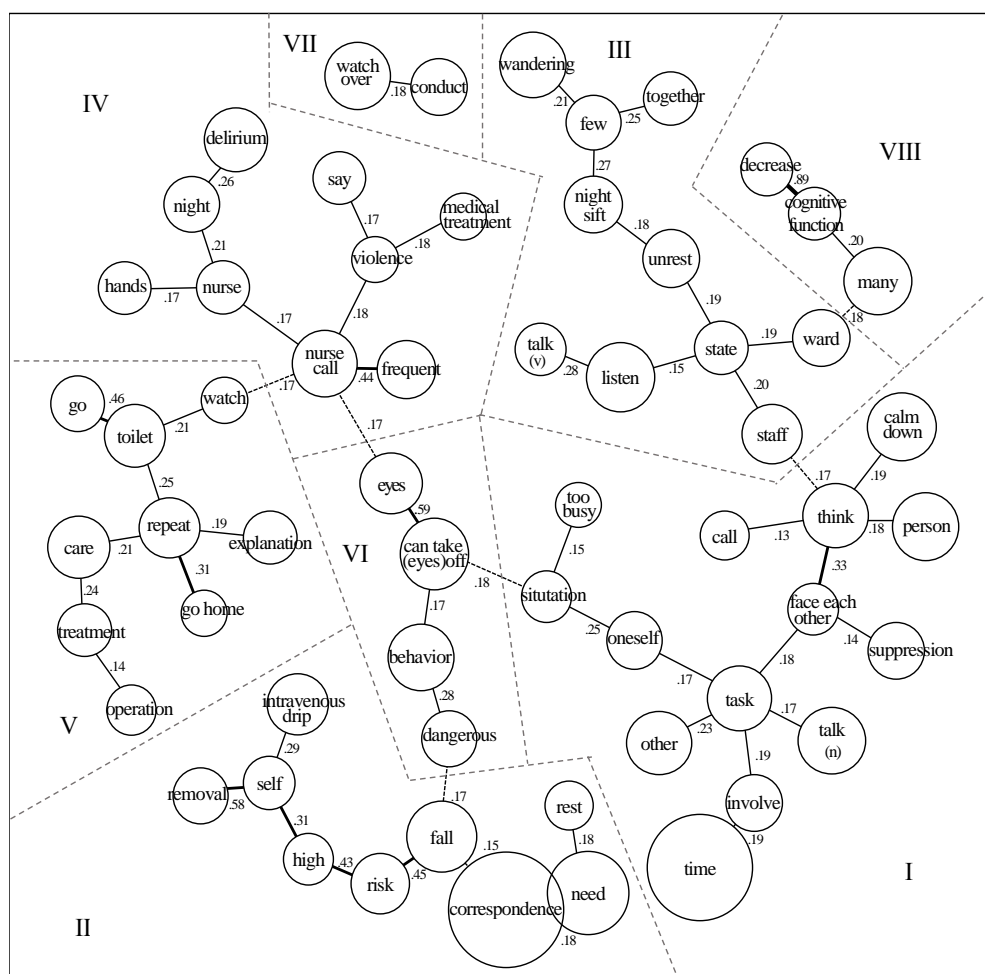 VII
watch
over
.18
conduct
III
wandering
.21
few
.25
together
.27
night
sift
.18
unrest
.19
state
.19
ward
.18
.15
listen
.28
talk
(v)
.20
staff
.17
VIII
decrease
.89
cognitive
function
.20
many
IV
delirium
.26
night
.21
nurse
.17
hands
.17
say
.17
violence
.18
medical
treatment
.18
nurse
call
.44
frequent
.17
.17
watch
.21
go
.46
toilet
.25
repeat
.19
explanation
.21
care
.31
go home
.24
treatment
.14
operation
V
VI
eyes
.59
can take
(eyes)off
.18
.17
behavior
.28
dangerous
.17
too
busy
.15
situtation
.25
oneself
.17
task
.23
other
.17
talk
(n)
.19
involve
.19
time
.18
face each
other
.14
suppression
.33
think
.13
call
.18
person
.19
calm
down
I
intravenous
drip
.29
self
.58
removal
.31
high
.43
risk
.45
fall
.15
correspondence
.18
need
.18
rest
II